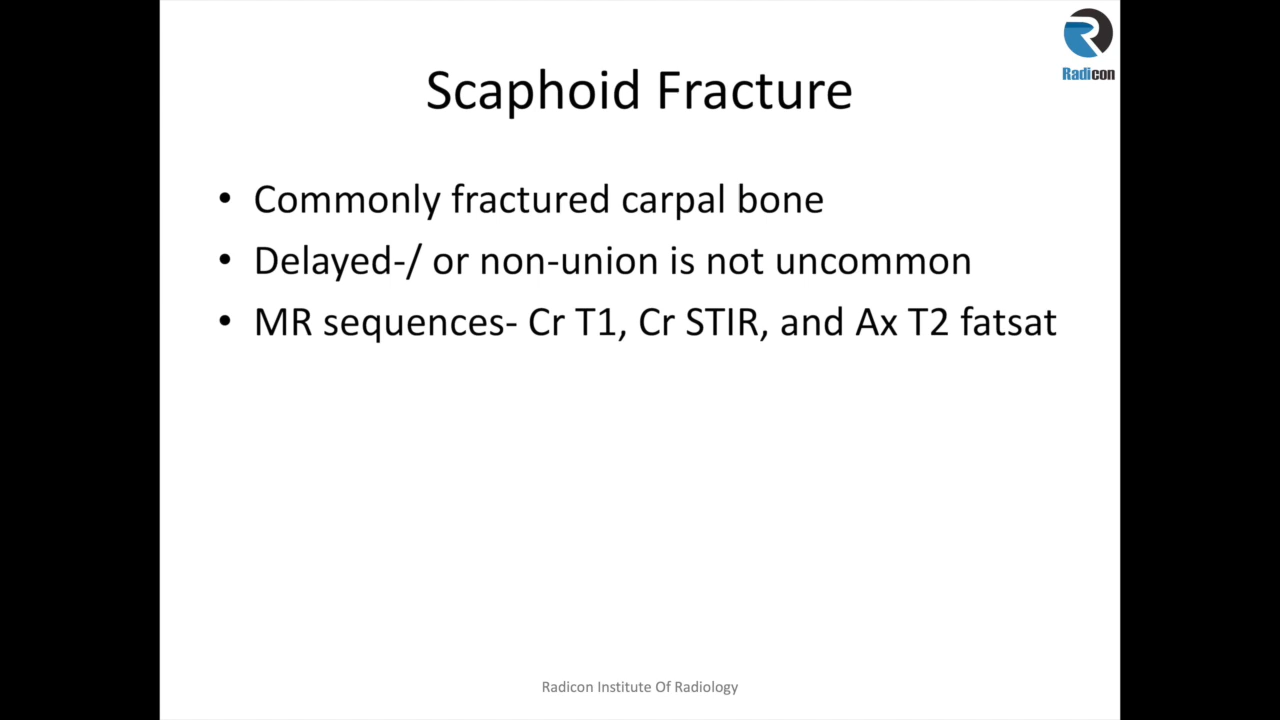 Radicon
Scaphoid Fracture
• Commonly fractured carpal bone
• Delayed-/ or non-union is not uncommon
• MR sequences- Cr T1, Cr STIR, and Ax T2 fatsat
Radicon Institute Of Radiology